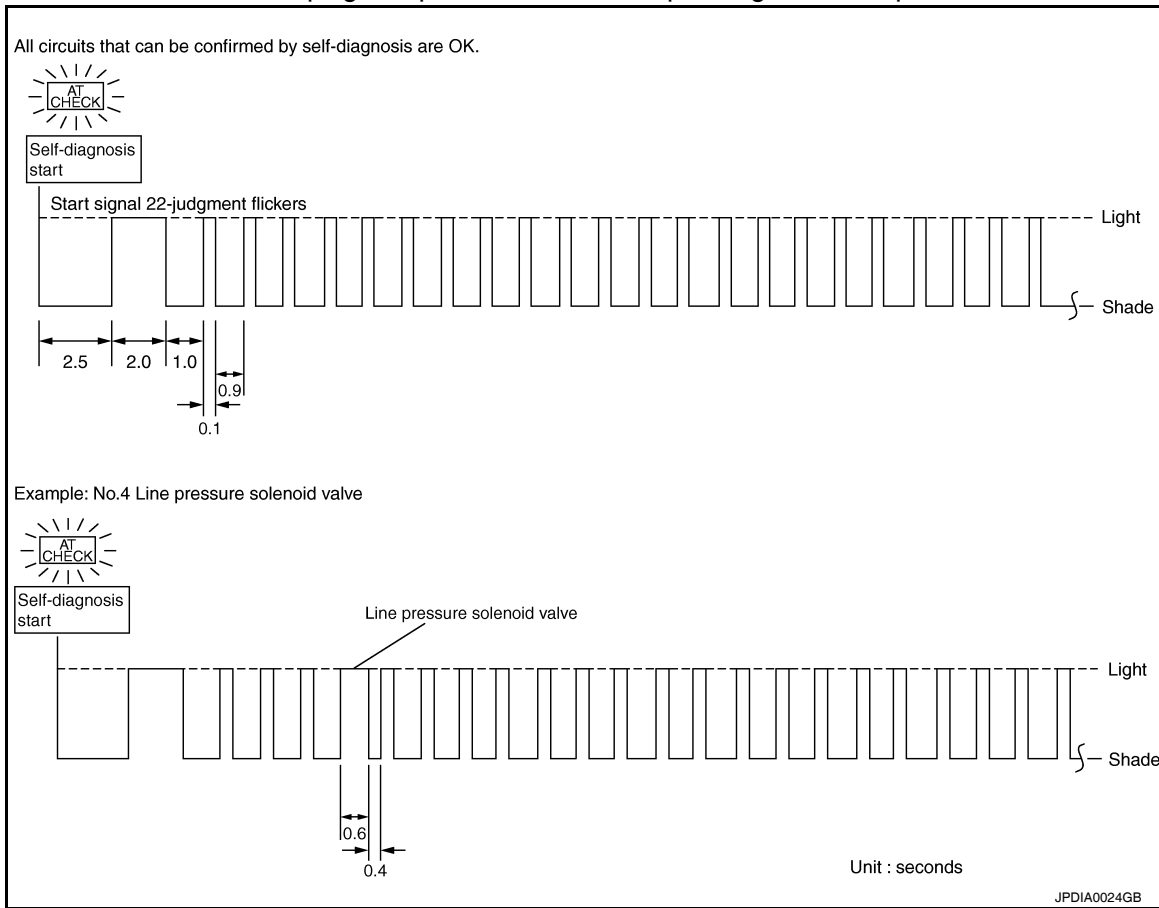 All circuits that can be confirmed by self-diagnosis are OK.
AT
CHECK
Self-diagnosis
start
Start signal 22-judgment flickers
Light
Shade
2.5
2.0
1.0
0.9
0.1
Example: No.4 Line pressure solenoid valve
AT
CHECK
Self-diagnosis
start
Line pressure solenoid valve
Light
Shade
0.6
0.4
Unit : seconds
JPDIA0024GB